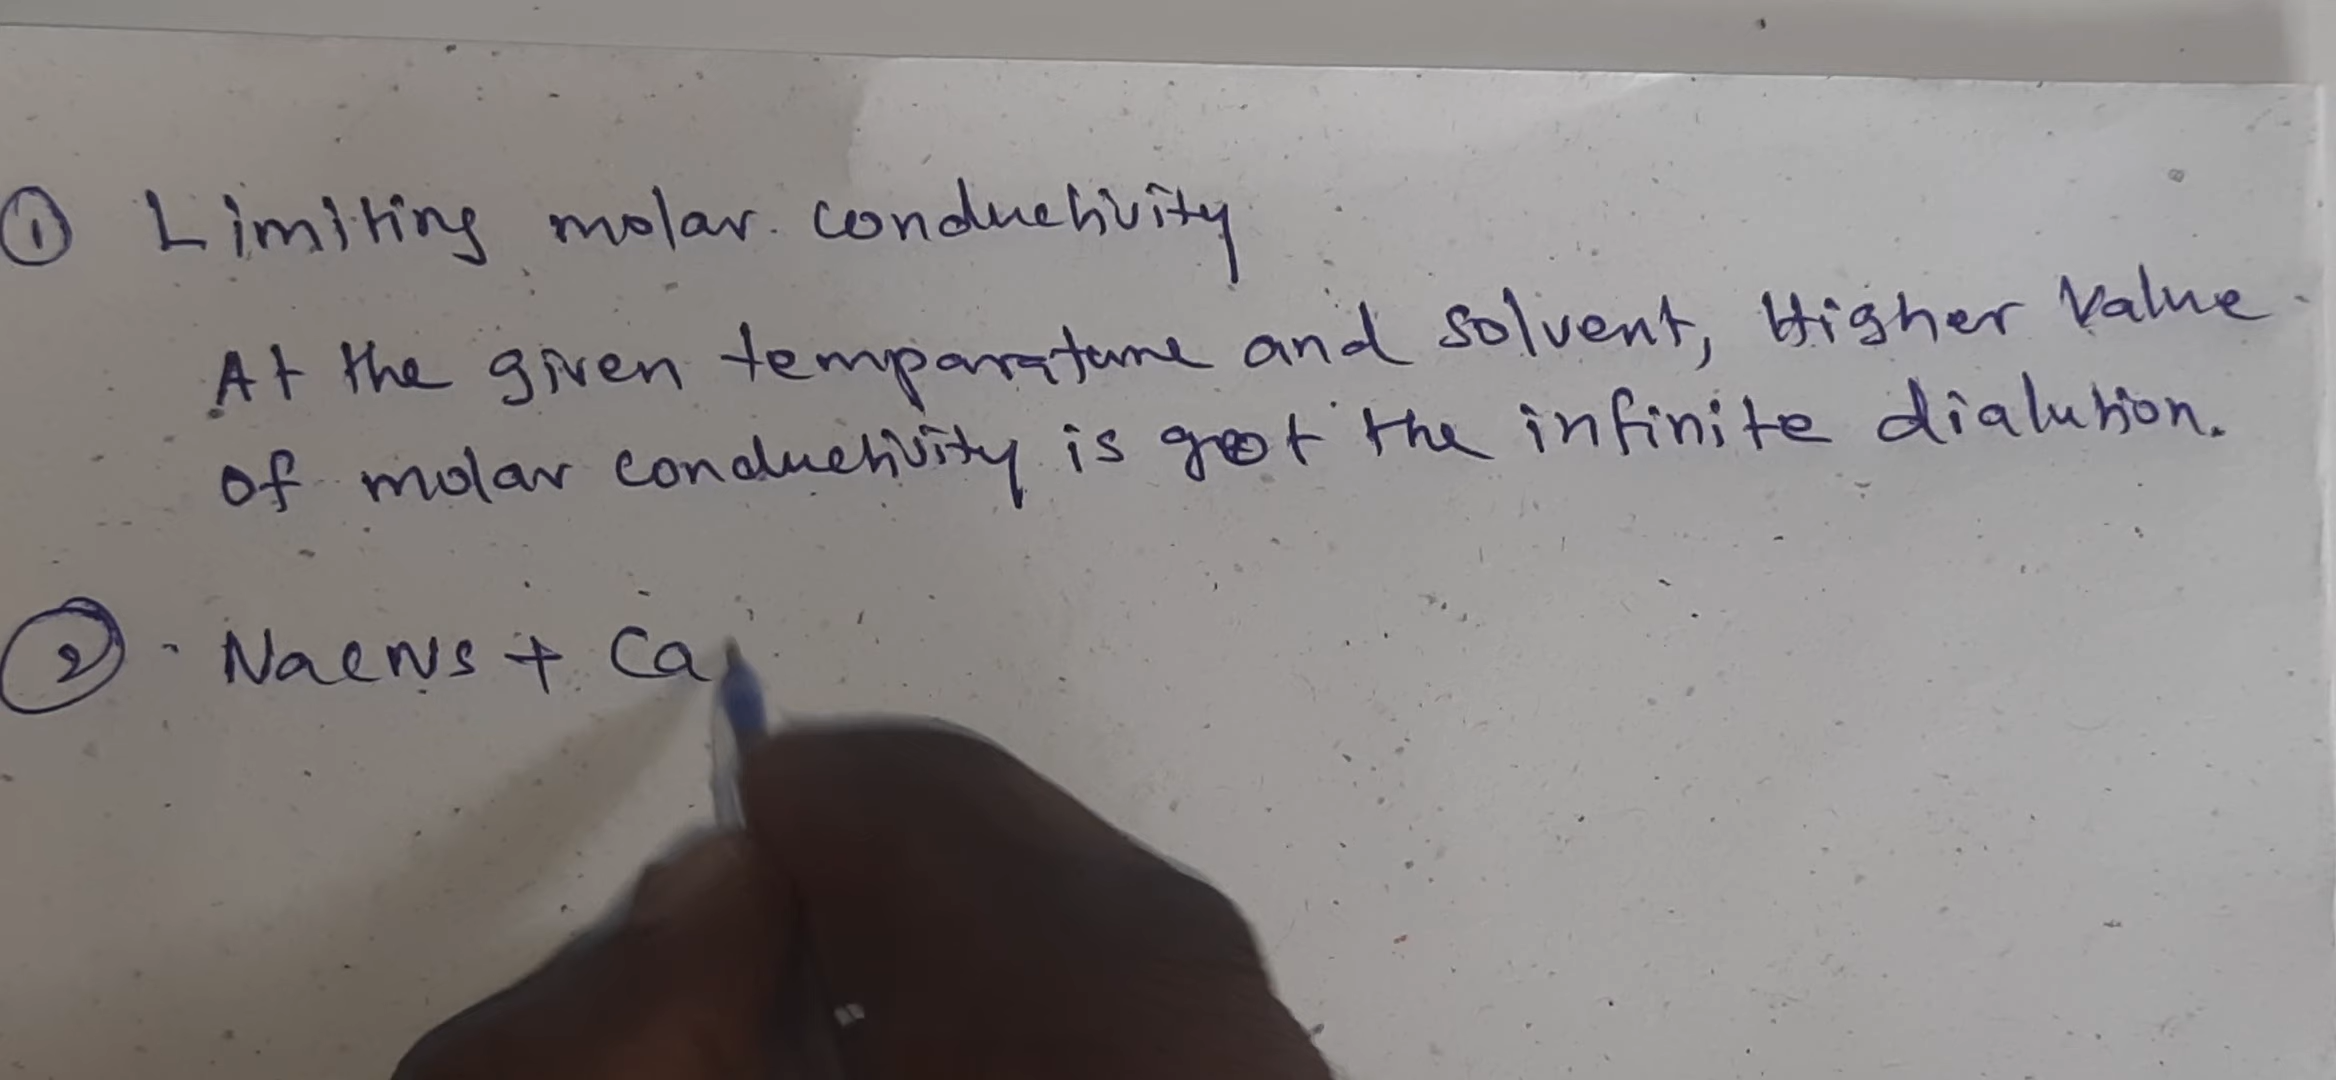 ① Limiting molar conductivity
At the given temparature and solvent, Higher value
of molar conductivity is got the infinite dialution.
② NaCNS + Ca